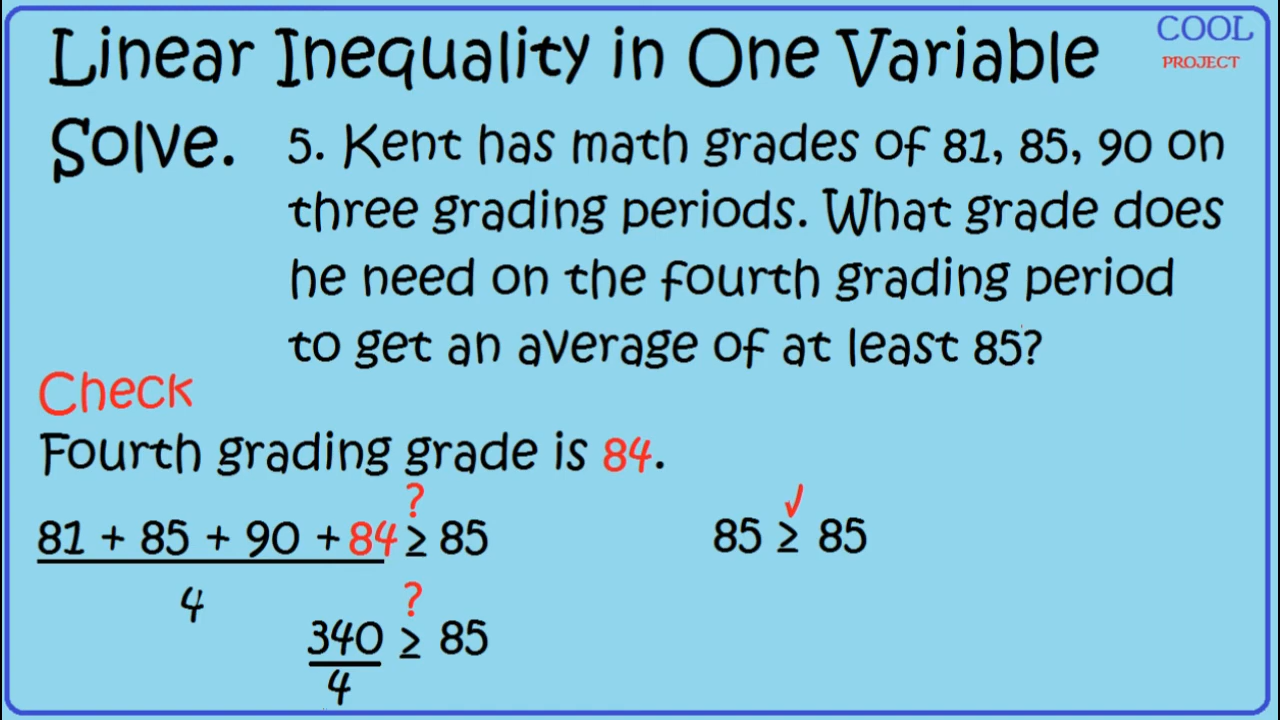 Linear Inequality in One Variable
COOL
PROJECT
Solve. 5. Kent has math grades of 81, 85, 90 on
three grading periods. What grade does
he need on the fourth grading period
to get an average of at least 85?
Check
Fourth grading grade is 84.
?
81 + 85 + 90 + 84 ≥ 85
4
✓
85 ≥ 85
?
340 ≥ 85
4